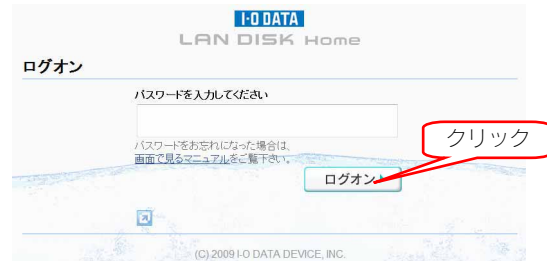 I-O DATA
LAN DISK Home
ログオン
パスワードを入力してください
パスワードをお忘れになった場合は、
画面で見るマニュアルをご覧下さい。
クリック
ログオン
(C) 2009 I-O DATA DEVICE, INC.